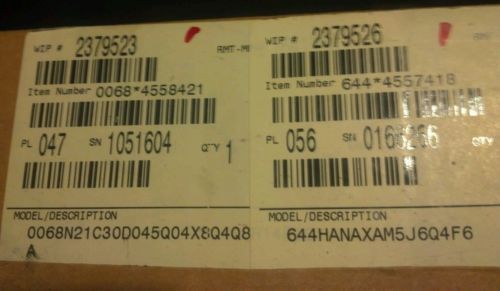 WIP # 2379523
RMT-
Item Number 0068*4558421
PL 047 SN 1051604 QTY 1
MODEL/DESCRIPTION
0068N21C30D045Q04X8Q4Q8
A
WIP # 2379526
Item Number 644*4557418
PL 056 SN QTY
MODEL/DESCRIPTION
644HANAXAM5J6Q4F6